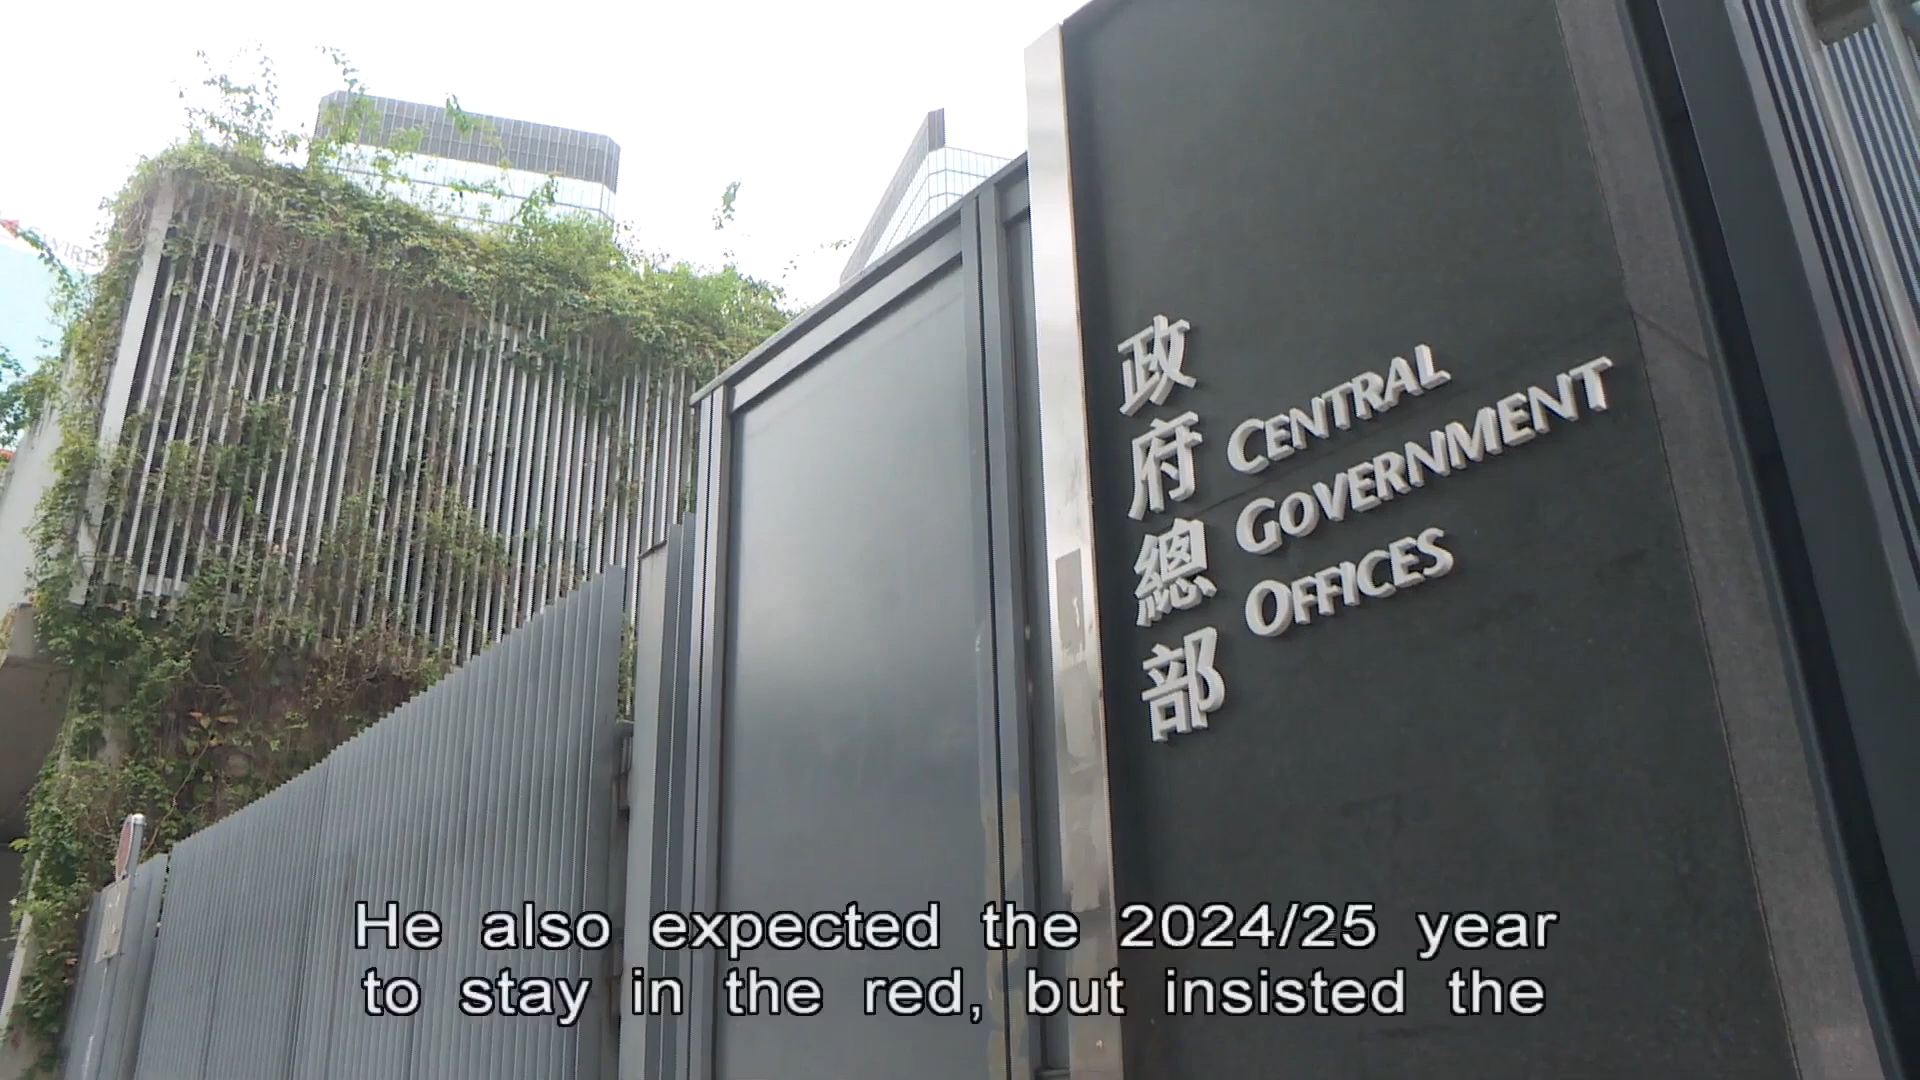 政府總部
CENTRAL
GOVERNMENT
OFFICES
He also expected the 2024/25 year
to stay in the red, but insisted the